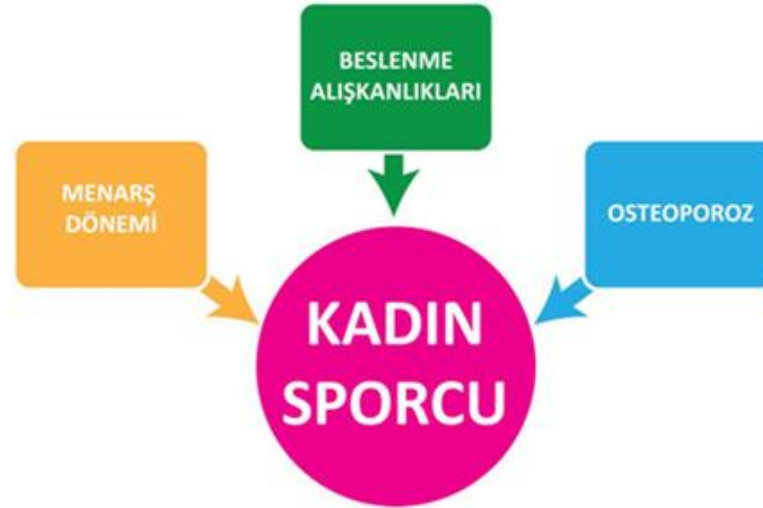 BESLENME
ALIŞKANLIKLARI
MENARŞ
DÖNEMİ
OSTEOPOROZ
KADIN
SPORCU